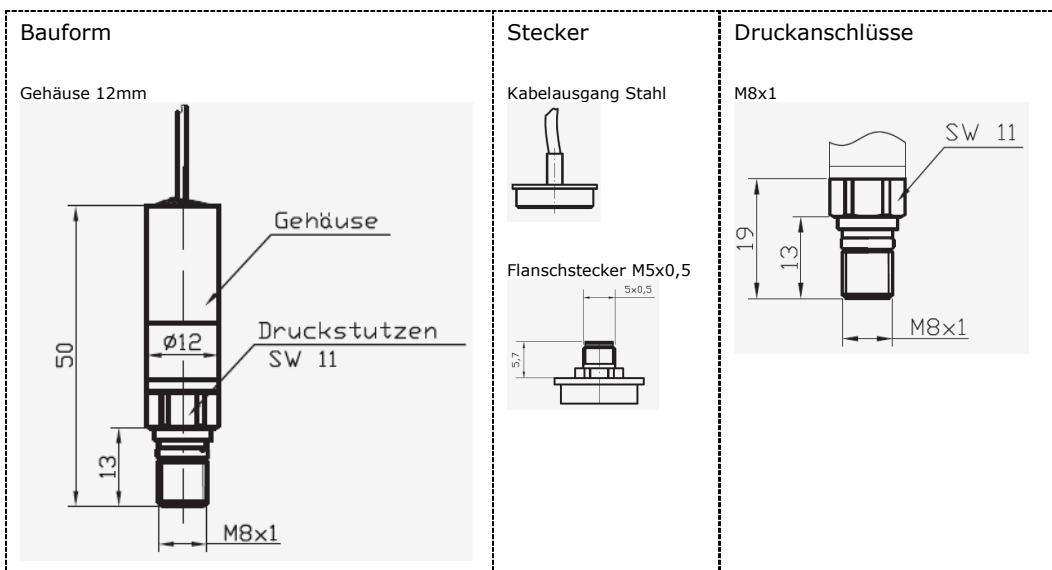 Bauform
Gehäuse 12mm
Gehäuse
Druckstutzen
SW 11
ø12
50
13
M8x1
Stecker
Kabelausgang Stahl
Flanschstecker M5x0,5
5x0,5
5,7
Druckanschlüsse
M8x1
SW 11
19
13
M8x1